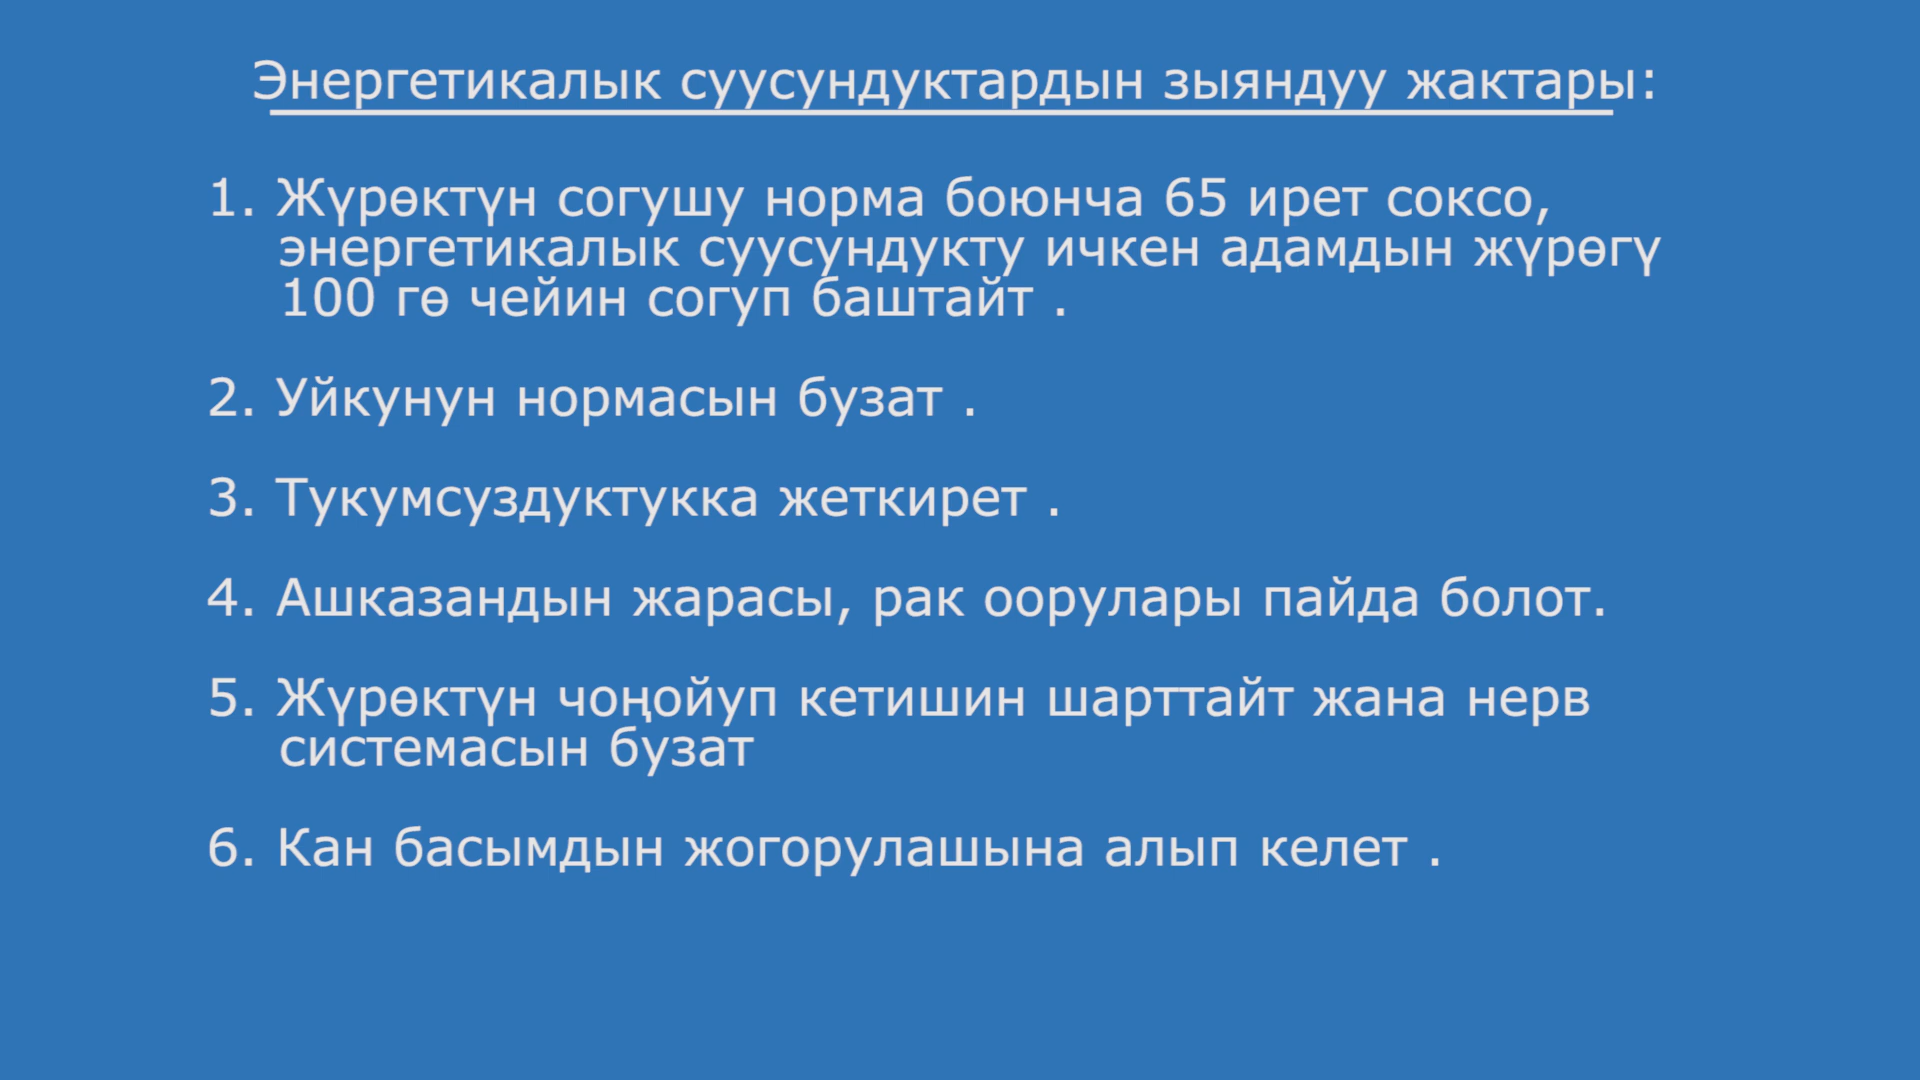 Энергетикалык суусундуктардын зыяндуу жактары:
1. Жүрөктүн согушу норма боюнча 65 ирет соксо,
энергетикалык суусундукту ичкен адамдын жүрөгү
100 гө чейин согуп баштайт .
2. Уйкунун нормасын бузат .
3. Тукумсуздуктукка жеткирет .
4. Ашказандын жарасы, рак оорулары пайда болот.
5. Жүрөктүн чоңойуп кетишин шарттайт жана нерв
системасын бузат
6. Кан басымдын жогорулашына алып келет .